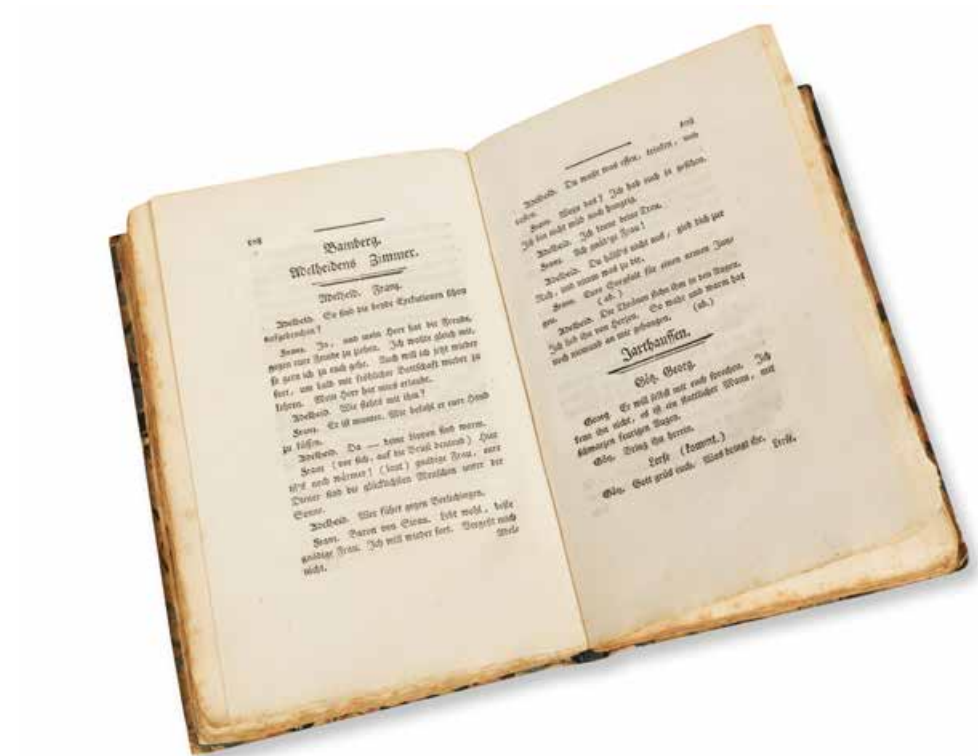 Bamberg.
Adelheidens Zimmer.
Adelheid. Franz.
Adelheid. So sind die beyde Exekutionen schon
aufgebrochen?
Franz. Ja, und mein Herr hat die Freude,
gegen eure Feinde zu ziehen. Ich wollte gleich mit,
so gern ich zu euch gehe. Auch will ich jetzt wieder
fort, um bald mit fröhlicher Bottschaft wieder zu
kehren. Mein Herr hat mirs erlaubt.
Adelheid. Wie stehts mit ihm?
Franz. Er ist munter. Mir befahl er eure Hand
zu küssen.
Adelheid. Da — deine Lippen sind warm.
Franz (vor sich, auf die Brust deutend) Hier
ist's noch wärmer! (laut) gnädige Frau, eure
Diener sind die glücklichsten Menschen unter der
Sonne.
Adelheid. Wer führt gegen Berlichingen.
Franz. Baron von Sirau. Lebt wohl, beste
gnädige Frau. Ich will wieder fort. Vergeßt mich
nicht.
Adelheid. Du mußt was essen, trinken, und
rasten.
Franz. Wozu das? Ich hab euch ja gesehen.
Ich bin nicht müd noch hungrig.
Adelheid. Ich kenne deine Treu.
Franz. Ach gnädige Frau!
Adelheid. Du hälst's nicht aus, gieb dich zur
Ruh, und nimm was zu dir.
Franz. Eure Sorgfalt für einen armen Jun=
gen. (ab.)
Adelheid. Die Thränen stehn ihm in den Augen.
Ich lieb ihn von Herzen. So wahr und warm hat
noch niemand an mir gehangen. (ab.)
Jaxthaussen.
Götz. Georg.
Georg Er will selbst mit euch sprechen. Ich
kenn ihn nicht, es ist ein stattlicher Mann, mit
schwarzen feurigen Augen.
Götz. Bring ihn herein.
Lerse (kommt.)
Götz. Gott grüs euch. Was bringt ihr.
Lerse.